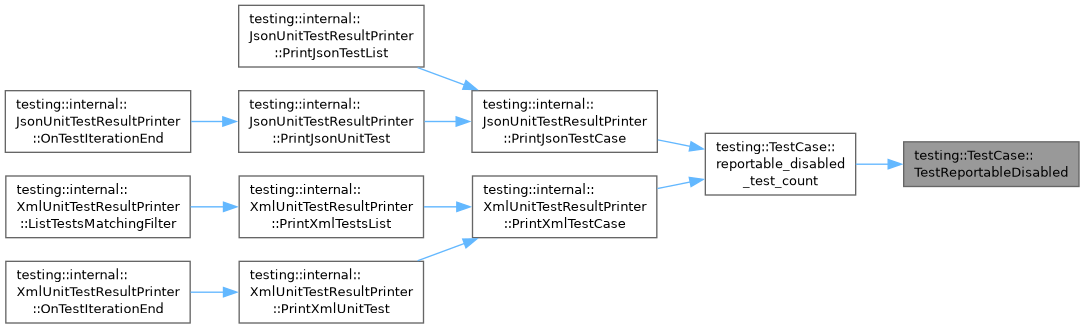 testing::internal::
JsonUnitTestResultPrinter
::PrintJsonTestList
testing::internal::
JsonUnitTestResultPrinter
::OnTestIterationEnd
testing::internal::
JsonUnitTestResultPrinter
::PrintJsonUnitTest
testing::internal::
JsonUnitTestResultPrinter
::PrintJsonTestCase
testing::TestCase::
reportable_disabled
_test_count
testing::TestCase::
TestReportableDisabled
testing::internal::
XmlUnitTestResultPrinter
::ListTestsMatchingFilter
testing::internal::
XmlUnitTestResultPrinter
::PrintXmlTestsList
testing::internal::
XmlUnitTestResultPrinter
::PrintXmlTestCase
testing::internal::
XmlUnitTestResultPrinter
::OnTestIterationEnd
testing::internal::
XmlUnitTestResultPrinter
::PrintXmlUnitTest